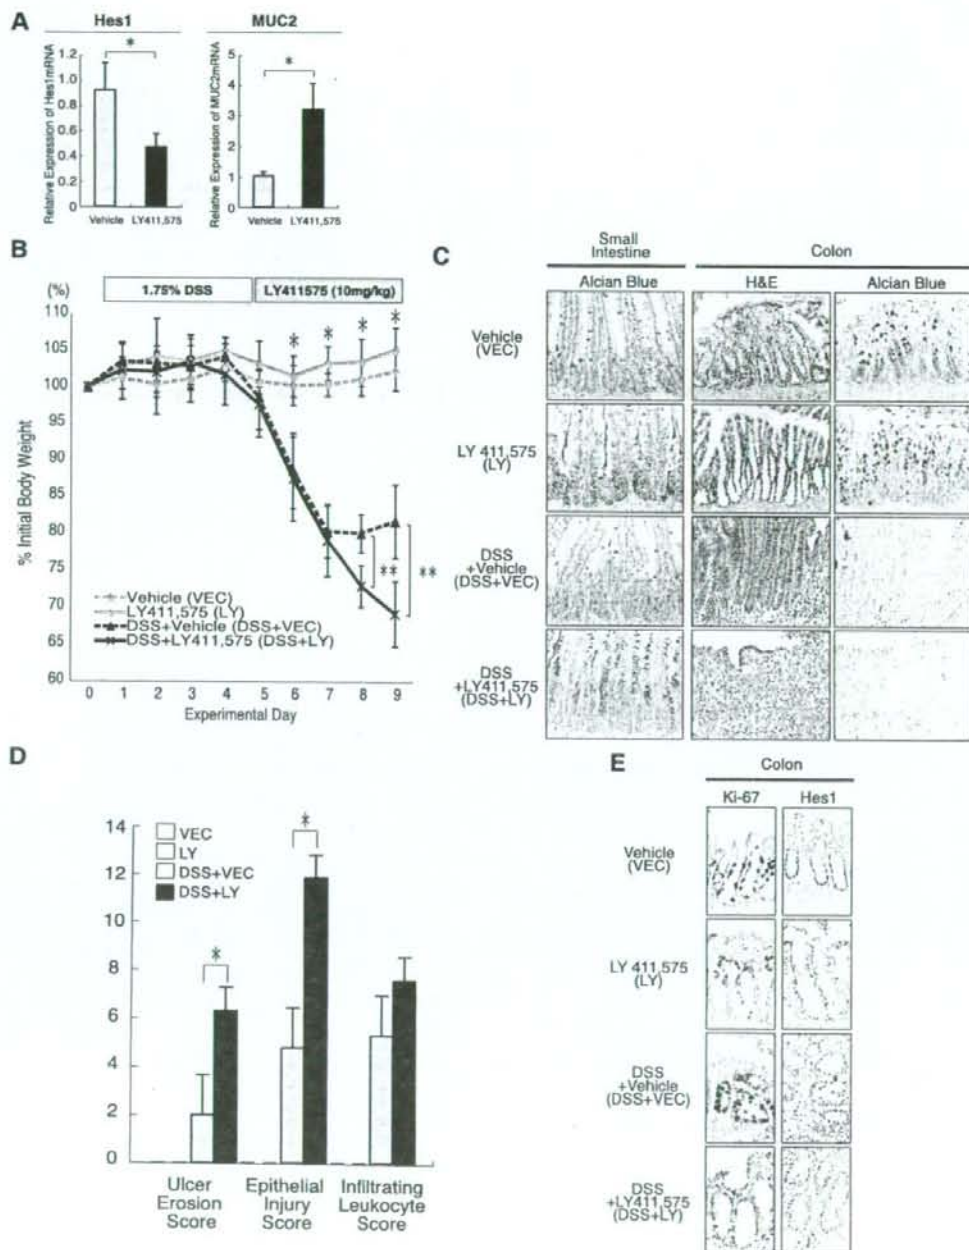 A
Hes1
MUC2
Relative Expression of Hes1mRNA
1.2
1.0
0.8
0.6
0.4
0.2
0
*
Vehicle
LY411,575
Relative Expression of MUC2mRNA
5
4
3
2
1
0
*
Vehicle
LY411,575
B
(%)
1.75% DSS
LY411575 (10mg/kg)
110
105
100
95
90
85
80
75
70
65
60
% Initial Body Weight
* * * *
**
**
Vehicle (VEC)
LY411,575 (LY)
DSS+Vehicle (DSS+VEC)
DSS+LY411,575 (DSS+LY)
0 1 2 3 4 5 6 7 8 9
Experimental Day
C
Small
Intestine
Colon
Alcian Blue
H&E
Alcian Blue
Vehicle
(VEC)
LY 411,575
(LY)
DSS
+Vehicle
(DSS+VEC)
DSS
+LY411,575
(DSS+LY)
D
14
12
10
8
6
4
2
0
VEC
LY
DSS+VEC
DSS+LY
*
*
Ulcer
Erosion
Score
Epithelial
Injury
Score
Infiltrating
Leukocyte
Score
E
Colon
Ki-67
Hes1
Vehicle
(VEC)
LY 411,575
(LY)
DSS
+Vehicle
(DSS+VEC)
DSS
+LY411,575
(DSS+LY)